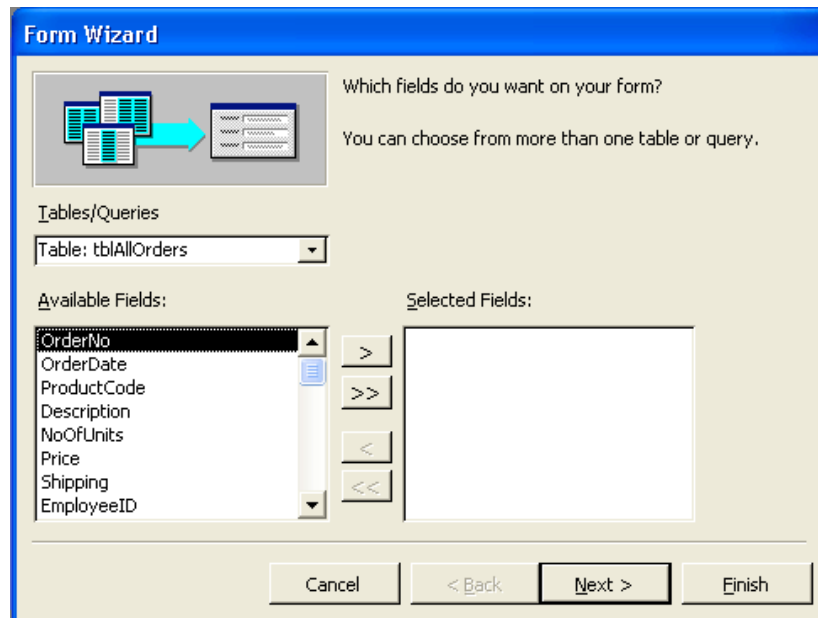 Form Wizard
Which fields do you want on your form?
You can choose from more than one table or query.
Tables/Queries
Table: tblAllOrders
Available Fields:
Selected Fields:
OrderNo
OrderDate
ProductCode
Description
NoOfUnits
Price
Shipping
EmployeeID
>
>>
<
<<
Cancel
< Back
Next >
Finish